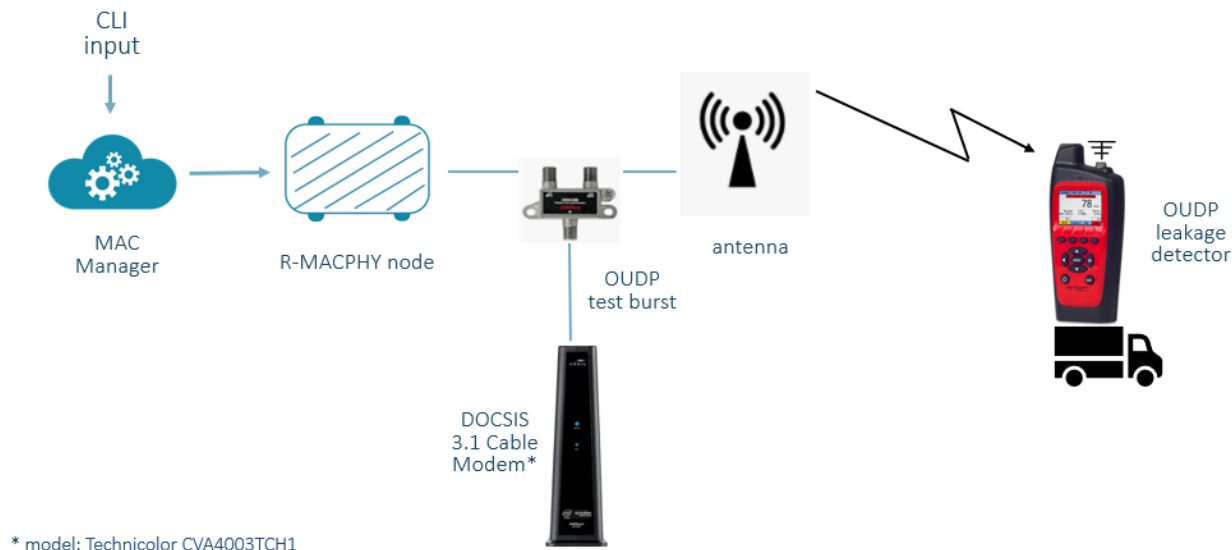 CLI
input
MAC
Manager
R-MACPHY node
OUDP
test burst
antenna
78
OUDP
leakage
detector
DOCSIS
3.1 Cable
Modem*
* model: Technicolor CVA4003TCH1